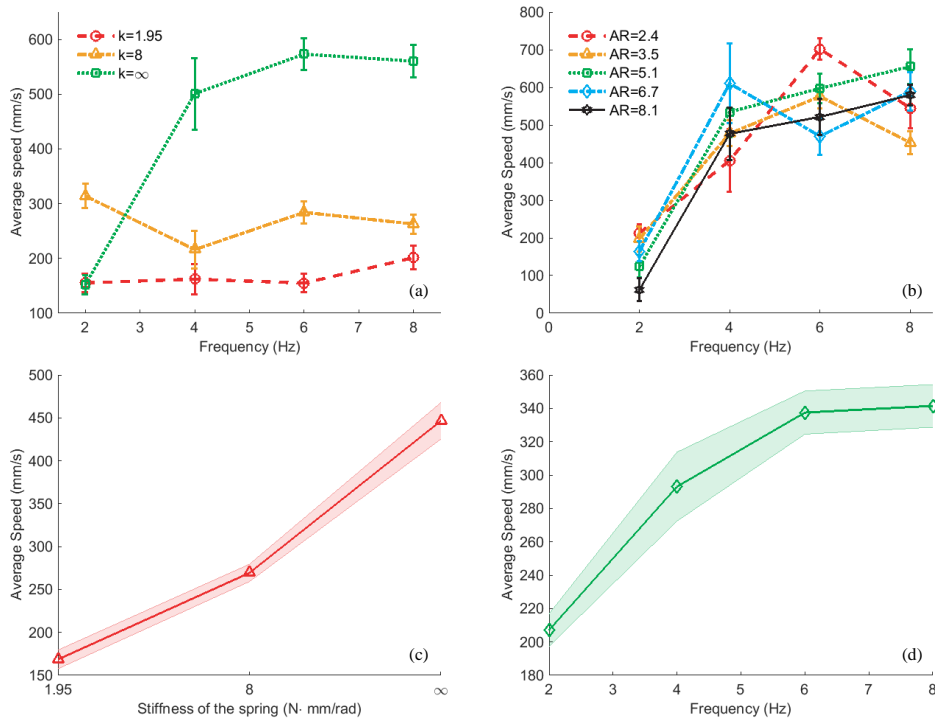 600
500
400
300
200
100
2
3
4
5
6
7
8
Average speed (mm/s)
Frequency (Hz)
k=1.95
k=8
k=∞
(a)
800
700
600
500
400
300
200
100
0
0
2
4
6
8
Average Speed (mm/s)
Frequency (Hz)
AR=2.4
AR=3.5
AR=5.1
AR=6.7
AR=8.1
(b)
500
450
400
350
300
250
200
150
1.95
8
∞
Average Speed (mm/s)
Stiffness of the spring (N· mm/rad)
(c)
360
340
320
300
280
260
240
220
200
180
2
3
4
5
6
7
8
Average Speed (mm/s)
Frequency (Hz)
(d)